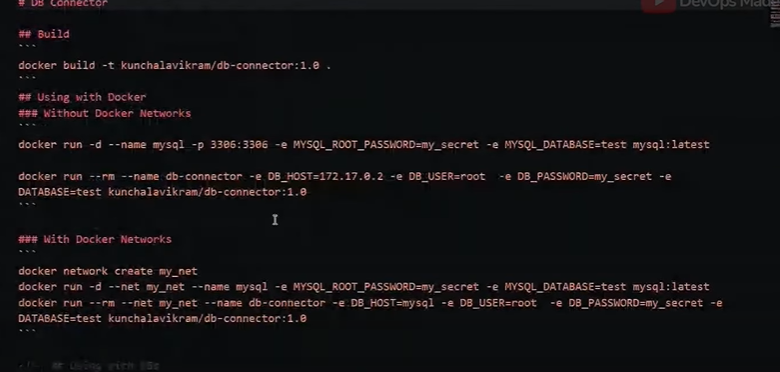 # DB Connector
DevOps Made
## Build
```
docker build -t kunchalavikram/db-connector:1.0 .
```
## Using with Docker
### Without Docker Networks
```
docker run -d --name mysql -p 3306:3306 -e MYSQL_ROOT_PASSWORD=my_secret -e MYSQL_DATABASE=test mysql:latest
docker run --rm --name db-connector -e DB_HOST=172.17.0.2 -e DB_USER=root  -e DB_PASSWORD=my_secret -e
DATABASE=test kunchalavikram/db-connector:1.0
```
### With Docker Networks
```
docker network create my_net
docker run -d --net my_net --name mysql -e MYSQL_ROOT_PASSWORD=my_secret -e MYSQL_DATABASE=test mysql:latest
docker run --rm --net my_net --name db-connector -e DB_HOST=mysql -e DB_USER=root  -e DB_PASSWORD=my_secret -e
DATABASE=test kunchalavikram/db-connector:1.0
```
## Using with